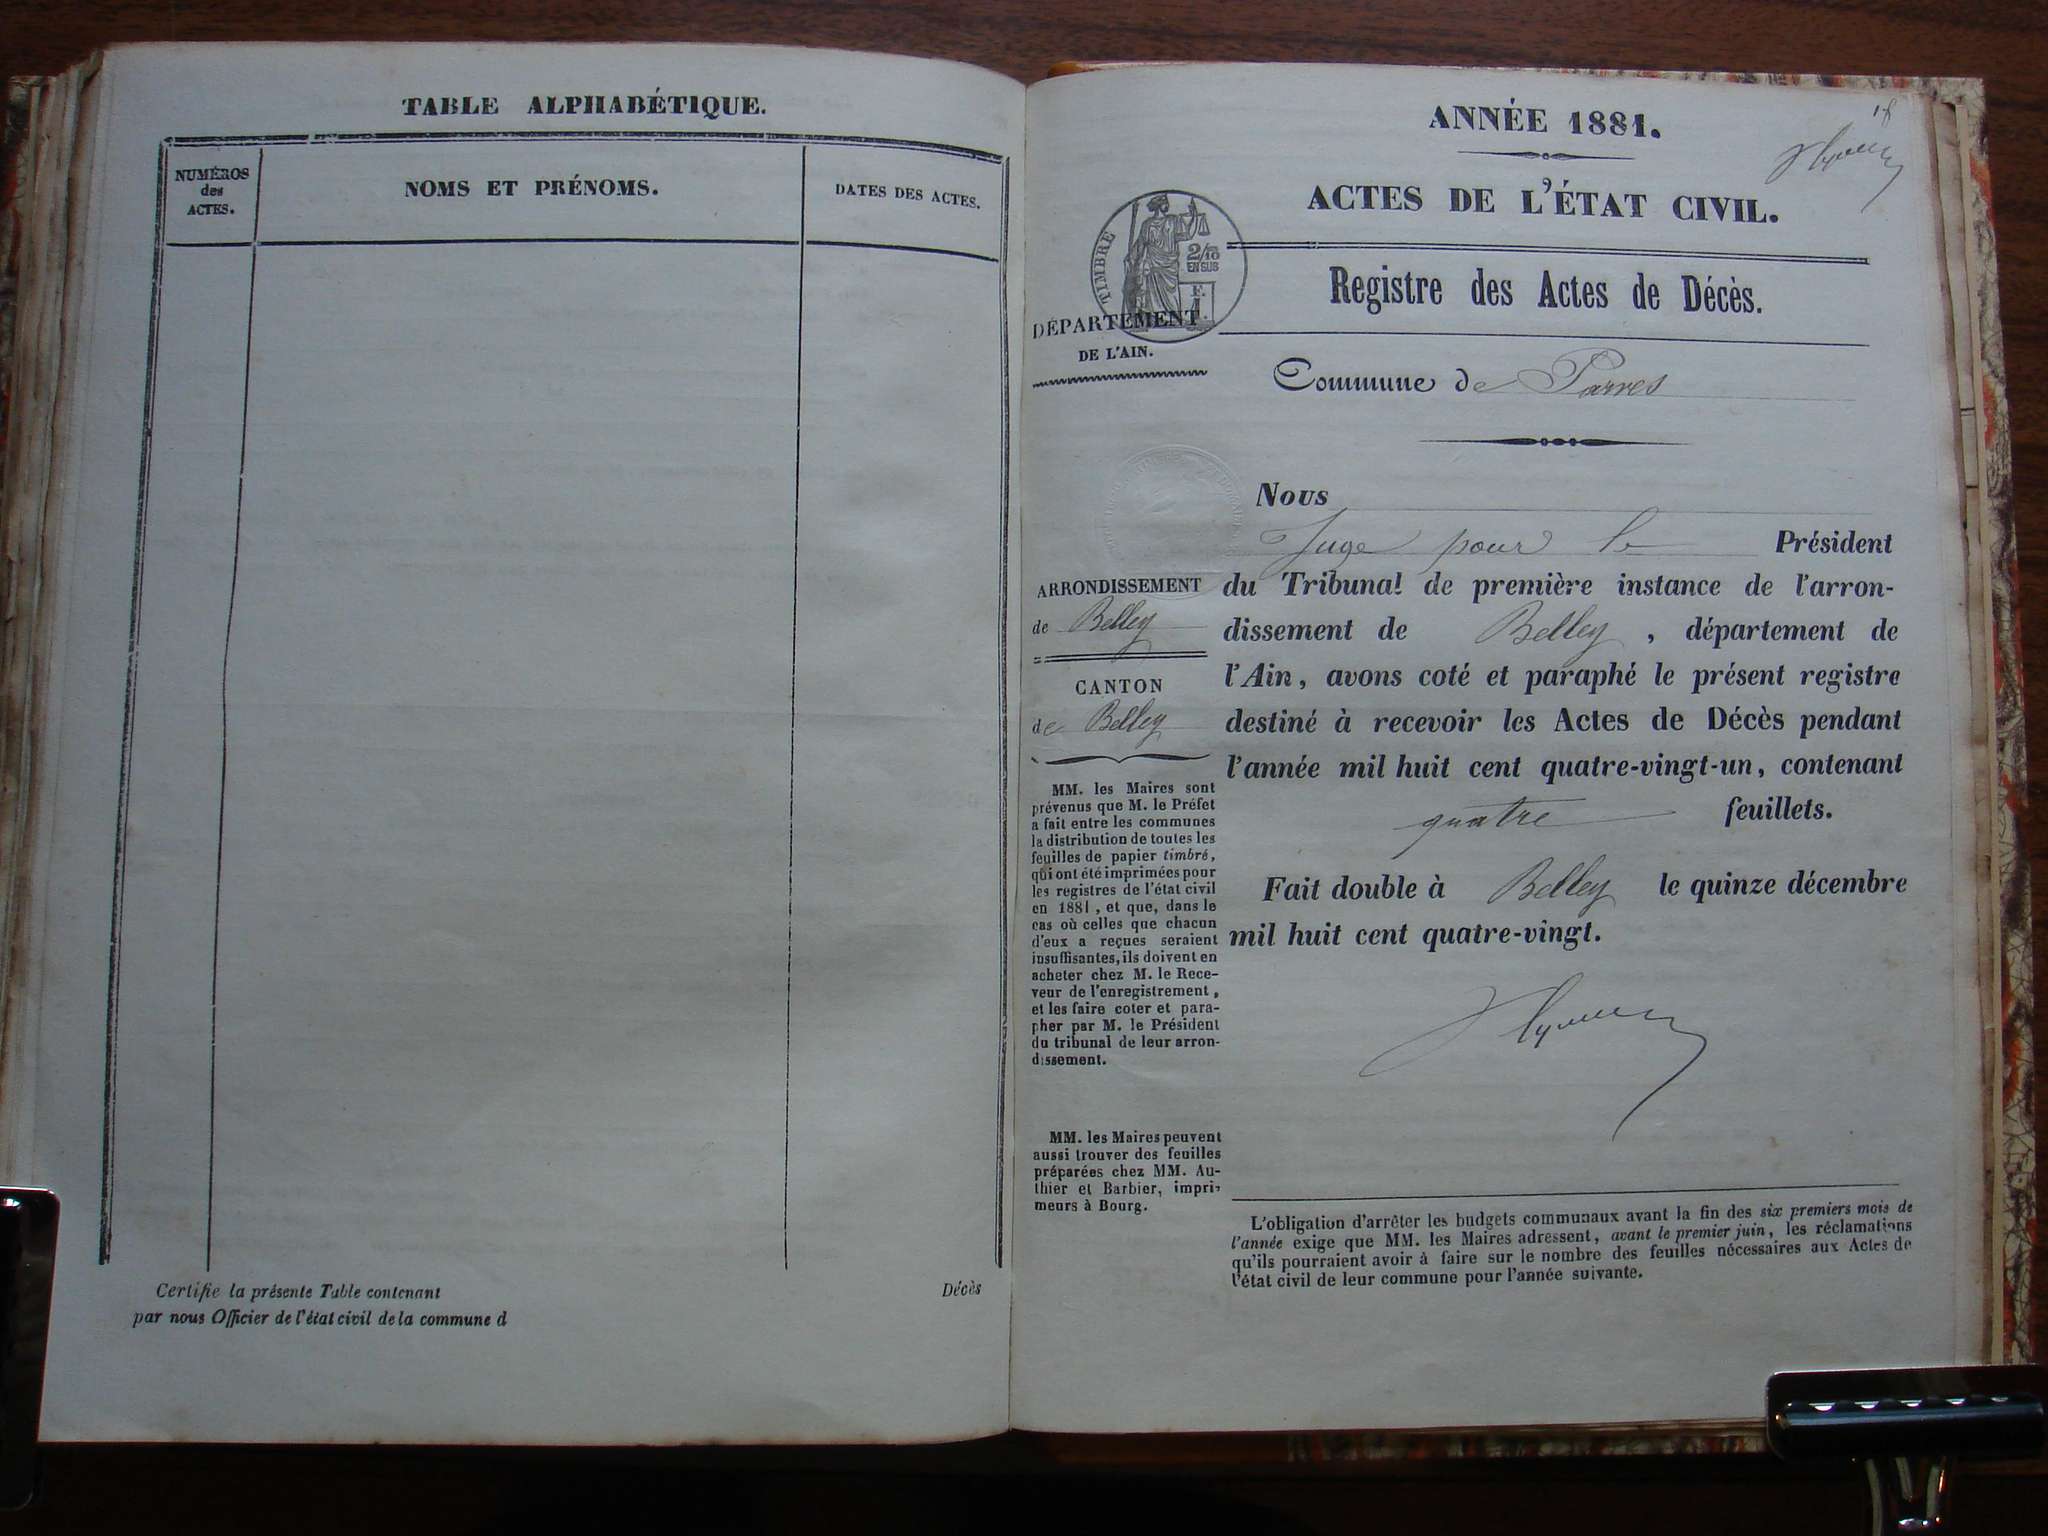 TABLE ALPHABÉTIQUE.
NUMÉROS
des
ACTES.
NOMS ET PRÉNOMS.
DATES DES ACTES.
Certifie la présente Table contenant
Décès
par nous Officier de l'état civil de la commune d
ANNÉE 1881.
ACTES DE L'ÉTAT CIVIL.
TIMBRE
2/10
EN SUS
1 F.
Registre des Actes de Décès.
DÉPARTEMENT
DE L'AIN.
Commune de Parves
ARRONDISSEMENT
de Belley
CANTON
de Belley
MM. les Maires sont
prévenus que M. le Préfet
a fait entre les communes
la distribution de toutes les
feuilles de papier timbré,
qui ont été imprimées pour
les registres de l'état civil
en 1881, et que, dans le
cas où celles que chacun
d'eux a reçues seraient
insuffisantes, ils doivent en
acheter chez M. le Rece-
veur de l'enregistrement,
et les faire coter et para-
pher par M. le Président
du tribunal de leur arron-
dissement.
MM. les Maires peuvent
aussi trouver des feuilles
préparées chez MM. Au-
thier et Barbier, impri-
meurs à Bourg.
Nous
Juge pour le Président
du Tribunal de première instance de l'arron-
dissement de Belley, département de
l'Ain, avons coté et paraphé le présent registre
destiné à recevoir les Actes de Décès pendant
l'année mil huit cent quatre-vingt-un, contenant
quatre feuillets.
Fait double à Belley le quinze décembre
mil huit cent quatre-vingt.
L'obligation d'arrêter les budgets communaux avant la fin des six premiers mois de
l'année exige que MM. les Maires adressent, avant le premier juin, les réclamations
qu'ils pourraient avoir à faire sur le nombre des feuilles nécessaires aux Actes de
l'état civil de leur commune pour l'année suivante.